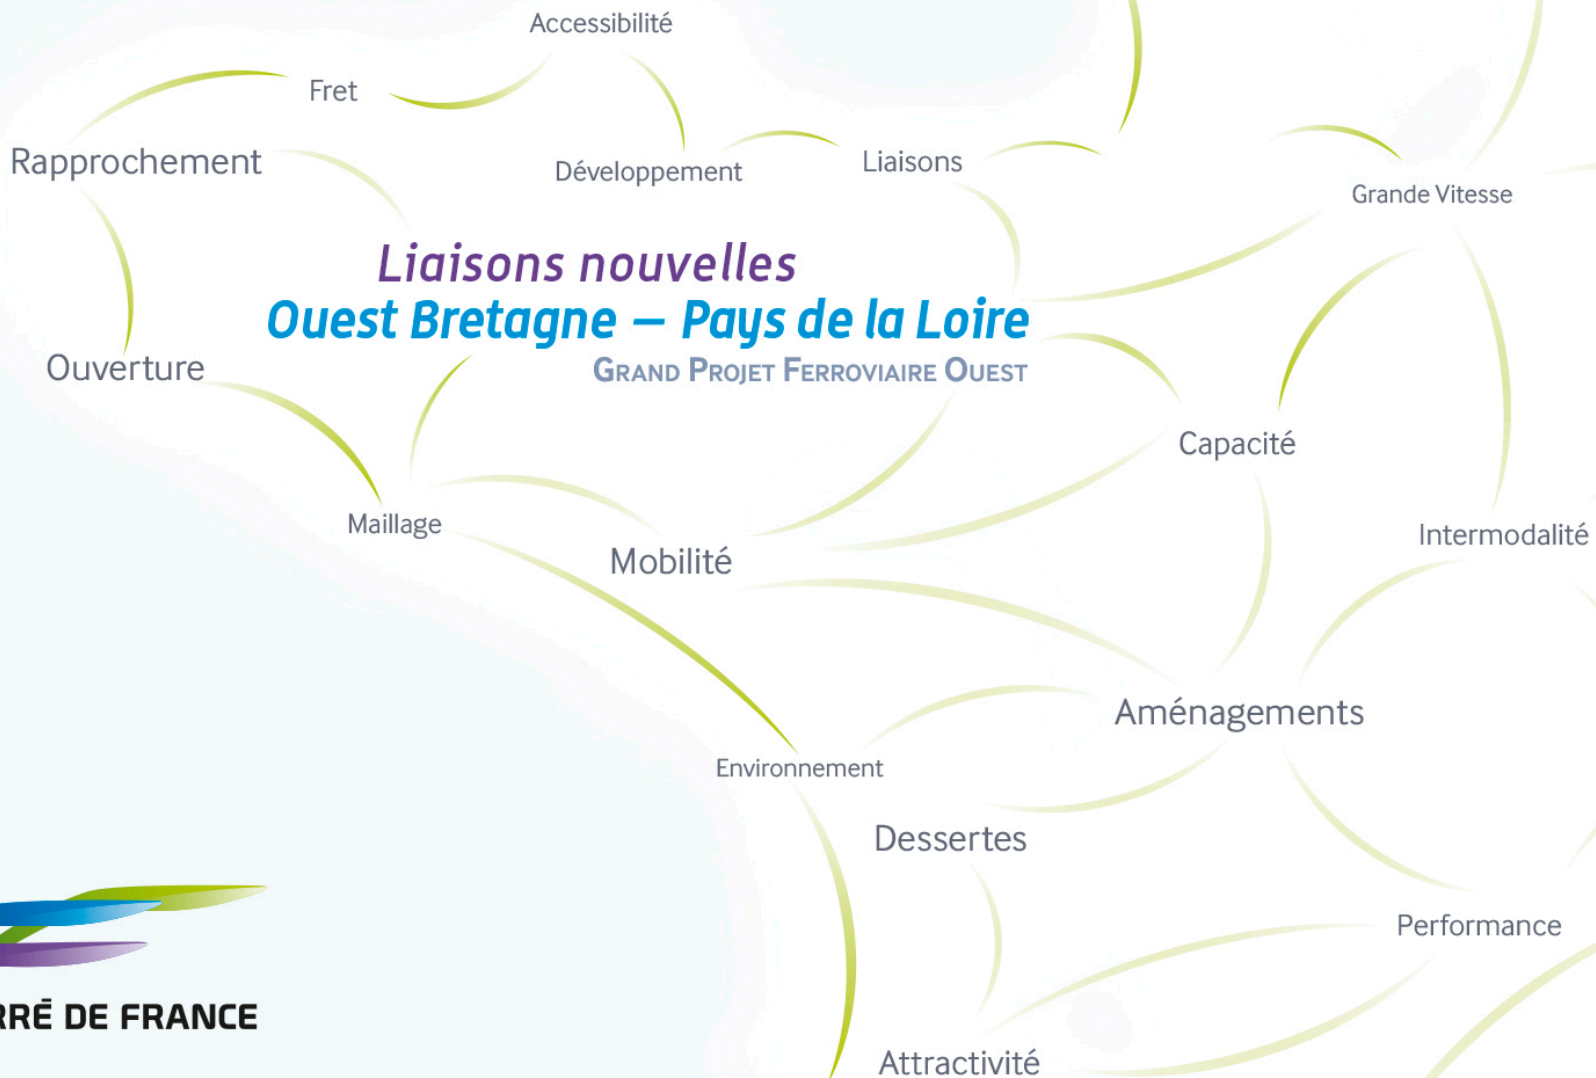 Accessibilité
Fret
Rapprochement
Développement
Liaisons
Grande Vitesse
Liaisons nouvelles
Ouest Bretagne – Pays de la Loire
GRAND PROJET FERROVIAIRE OUEST
Ouverture
Capacité
Maillage
Mobilité
Intermodalité
Aménagements
Environnement
Dessertes
Performance
RRÉ DE FRANCE
Attractivité